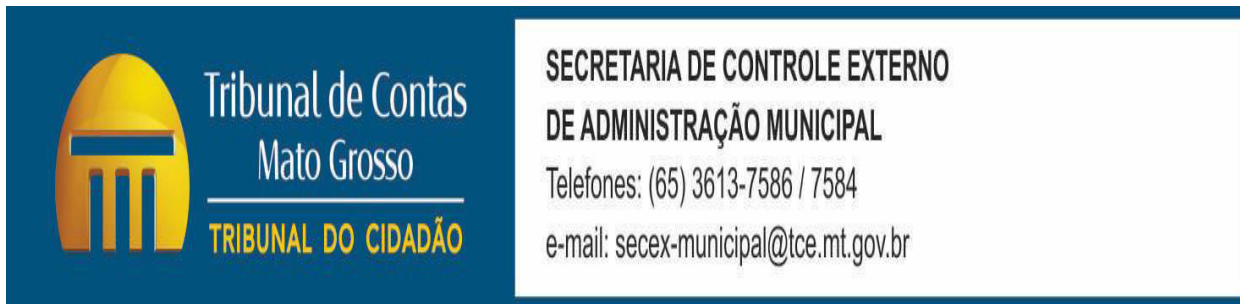 Tribunal de Contas
Mato Grosso
TRIBUNAL DO CIDADÃO
SECRETARIA DE CONTROLE EXTERNO
DE ADMINISTRAÇÃO MUNICIPAL
Telefones: (65) 3613-7586 / 7584
e-mail: secex-municipal@tce.mt.gov.br